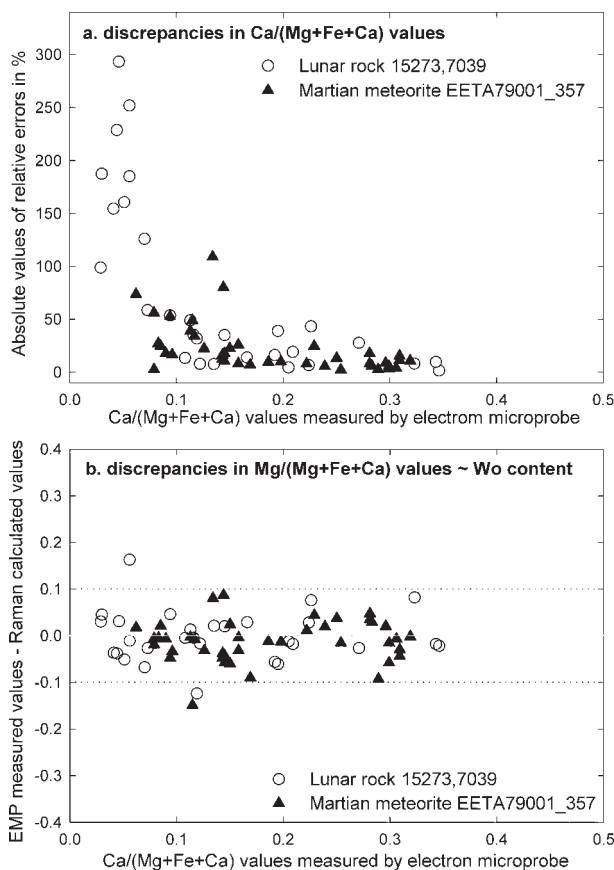 a. discrepancies in Ca/(Mg+Fe+Ca) values
Lunar rock 15273,7039
Martian meteorite EETA79001_357
Absolute values of relative errors in %
300
250
200
150
100
50
0
0.0 0.1 0.2 0.3 0.4 0.5
Ca/(Mg+Fe+Ca) values measured by electrom microprobe
b. discrepancies in Mg/(Mg+Fe+Ca) values ~ Wo content
EMP measured values - Raman calculated values
0.4
0.3
0.2
0.1
0.0
-0.1
-0.2
-0.3
-0.4
Lunar rock 15273,7039
Martian meteorite EETA79001_357
0.0 0.1 0.2 0.3 0.4 0.5
Ca/(Mg+Fe+Ca) values measured by electrom microprobe